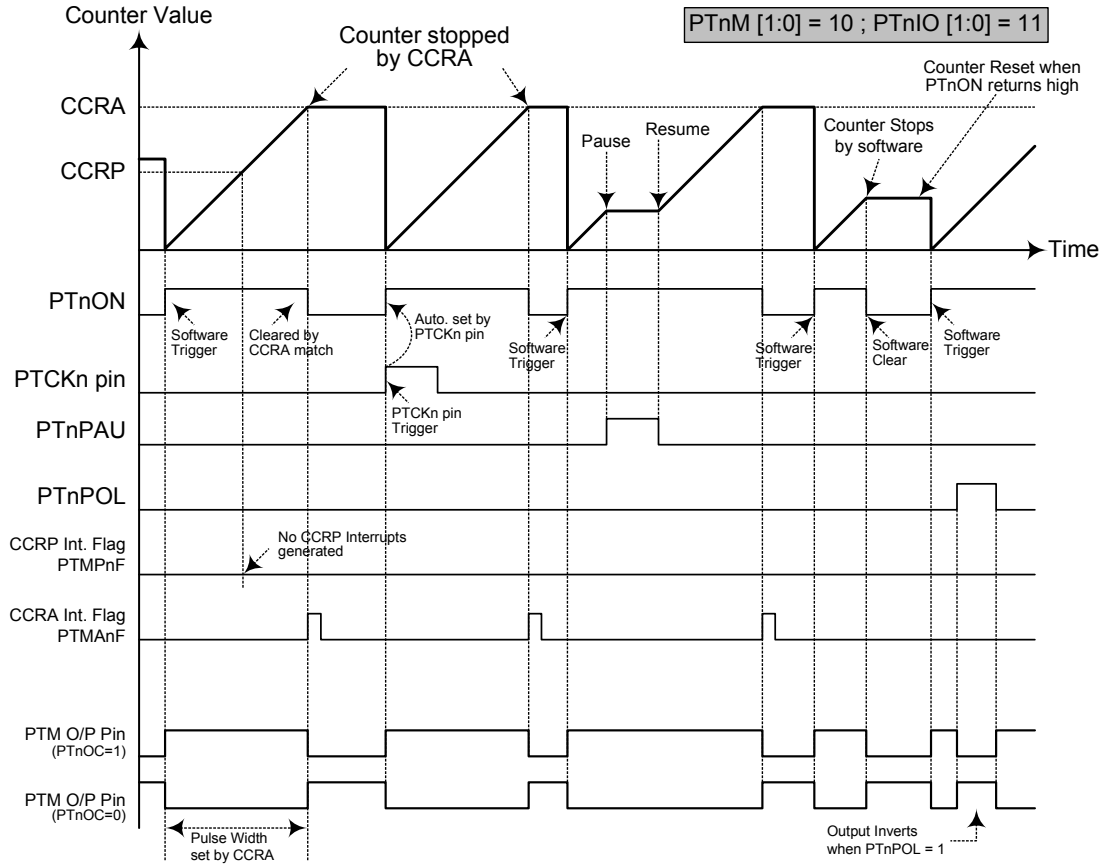 Counter Value
PTnM [1:0] = 10 ; PTnIO [1:0] = 11
Counter stopped
by CCRA
Counter Reset when
PTnON returns high
CCRA
Pause
Resume
Counter Stops
by software
CCRP
Time
PTnON
Software
Trigger
Cleared by
CCRA match
Auto. set by
PTCKn pin
Software
Trigger
Software
Trigger
Software
Clear
Software
Trigger
PTCKn pin
PTCKn pin
Trigger
PTnPAU
PTnPOL
CCRP Int. Flag
PTMPnF
No CCRP Interrupts
generated
CCRA Int. Flag
PTMAnF
PTM O/P Pin
(PTnOC=1)
PTM O/P Pin
(PTnOC=0)
Pulse Width
set by CCRA
Output Inverts
when PTnPOL = 1